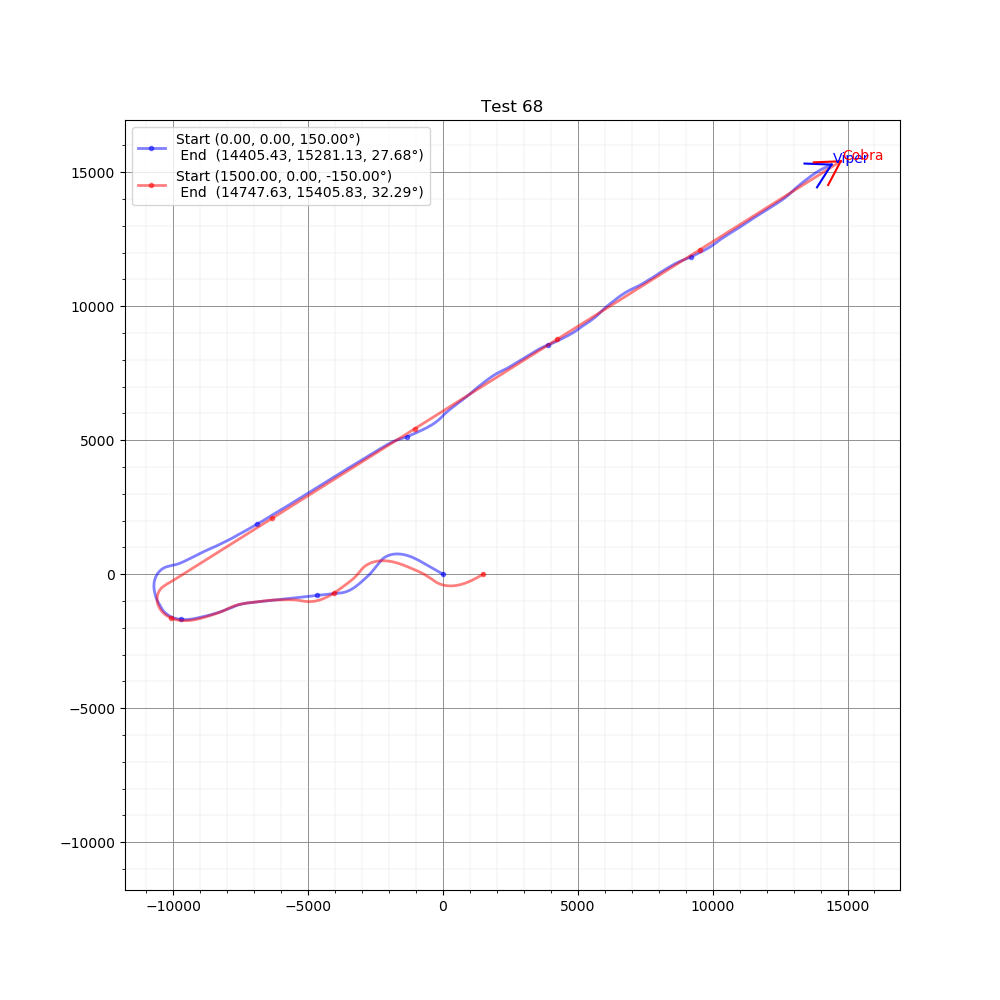 Test 68
Start (0.00, 0.00, 150.00°)
End  (14405.43, 15281.13, 27.68°)
Start (1500.00, 0.00, -150.00°)
End  (14747.63, 15405.83, 32.29°)
Cobra
Viper
15000
10000
5000
0
−5000
−10000
−10000
−5000
0
5000
10000
15000